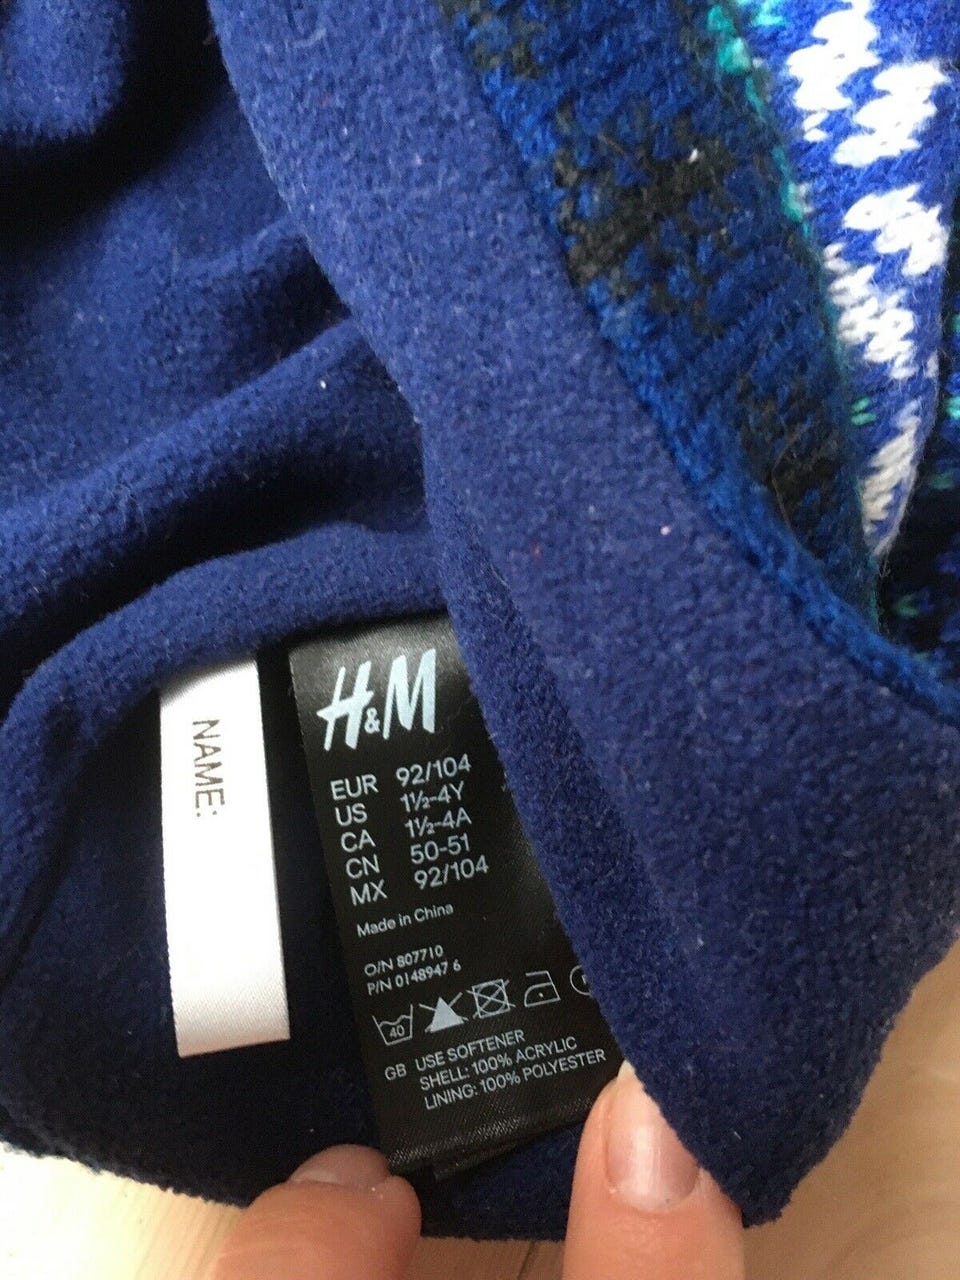 NAME:
H&M
EUR 92/104
US 1½-4Y
CA 1½-4A
CN 50-51
MX 92/104
Made in China
O/N 807710
P/N 0148947 6
40
GB USE SOFTENER
SHELL: 100% ACRYLIC
LINING: 100% POLYESTER